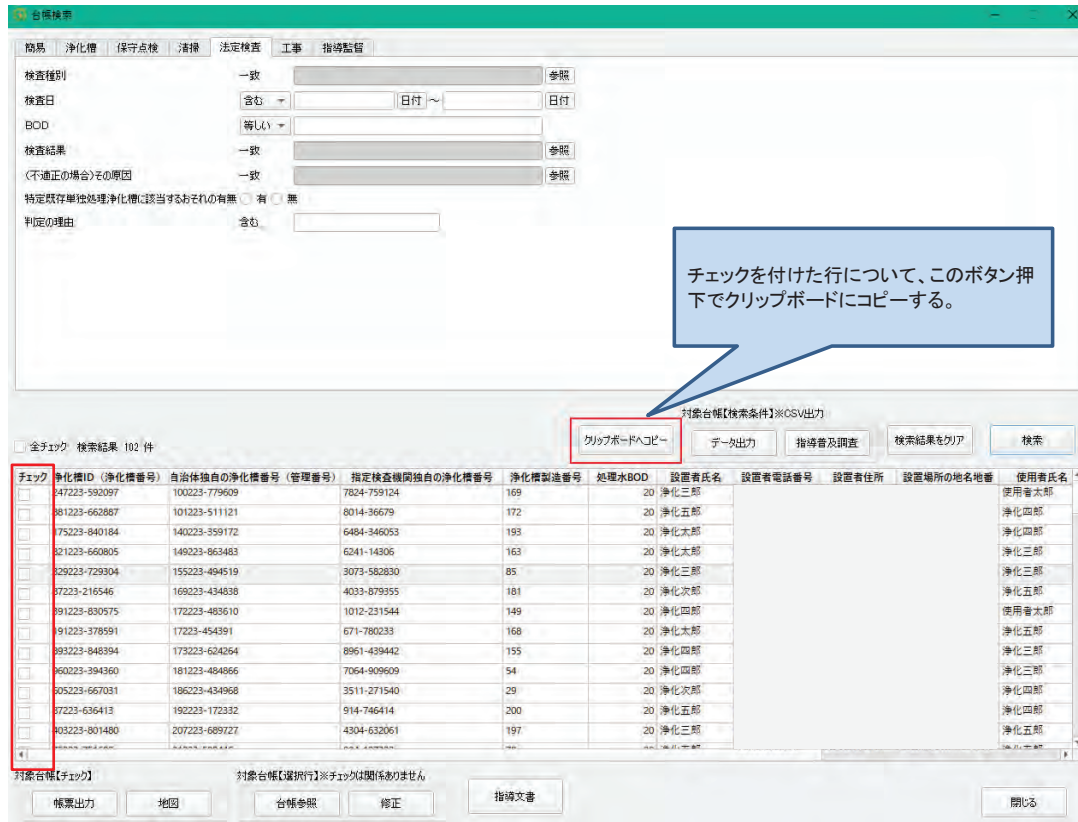 台帳検索
簡易 浄化槽 保守点検 清掃 法定検査 工事 指導監督
検査種別 一致 参照
検査日 含む 日付 ～ 日付
BOD 等しい
検査結果 一致 参照
(不適正の場合)その原因 一致 参照
特定既存単独処理浄化槽に該当するおそれの有無 有 無
判定の理由 含む
チェックを付けた行について、このボタン押
下でクリップボードにコピーする。
対象台帳【検索条件】※CSV出力
全チェック 検索結果 102 件 クリップボードへコピー データ出力 指導普及調査 検索結果をクリア 検索
チェック 浄化槽ID（浄化槽番号） 自治体独自の浄化槽番号（管理番号） 指定検査機関独自の浄化槽番号 浄化槽製造番号 処理水BOD 設置者氏名 設置者電話番号 設置者住所 設置場所の地名地番 使用者氏名
247223-592097 100223-779609 7824-759124 169 20 浄化三郎 使用者太郎
881223-662887 101223-511121 8014-36679 172 20 浄化五郎 浄化四郎
175223-840184 140223-359172 6484-346053 193 20 浄化太郎 浄化四郎
821223-660805 149223-863483 6241-14306 163 20 浄化太郎 浄化三郎
829223-729304 155223-494519 3073-582830 85 20 浄化三郎 浄化三郎
87223-216546 169223-434838 4033-879355 181 20 浄化次郎 浄化五郎
891223-830575 172223-483610 1012-231544 149 20 浄化四郎 使用者太郎
191223-378591 17223-454391 671-780233 168 20 浄化太郎 浄化五郎
893223-848394 173223-624264 8961-439442 155 20 浄化四郎 浄化三郎
960223-394360 181223-484866 7064-909609 54 20 浄化四郎 浄化三郎
605223-667031 186223-434968 3511-271540 29 20 浄化次郎 浄化四郎
87223-636413 192223-172332 914-746414 200 20 浄化五郎 浄化四郎
403223-801480 207223-689727 4304-632061 197 20 浄化三郎 浄化五郎
対象台帳【チェック】 対象台帳【選択行】※チェックは関係ありません
帳票出力 地図 台帳参照 修正 指導文書 閉じる